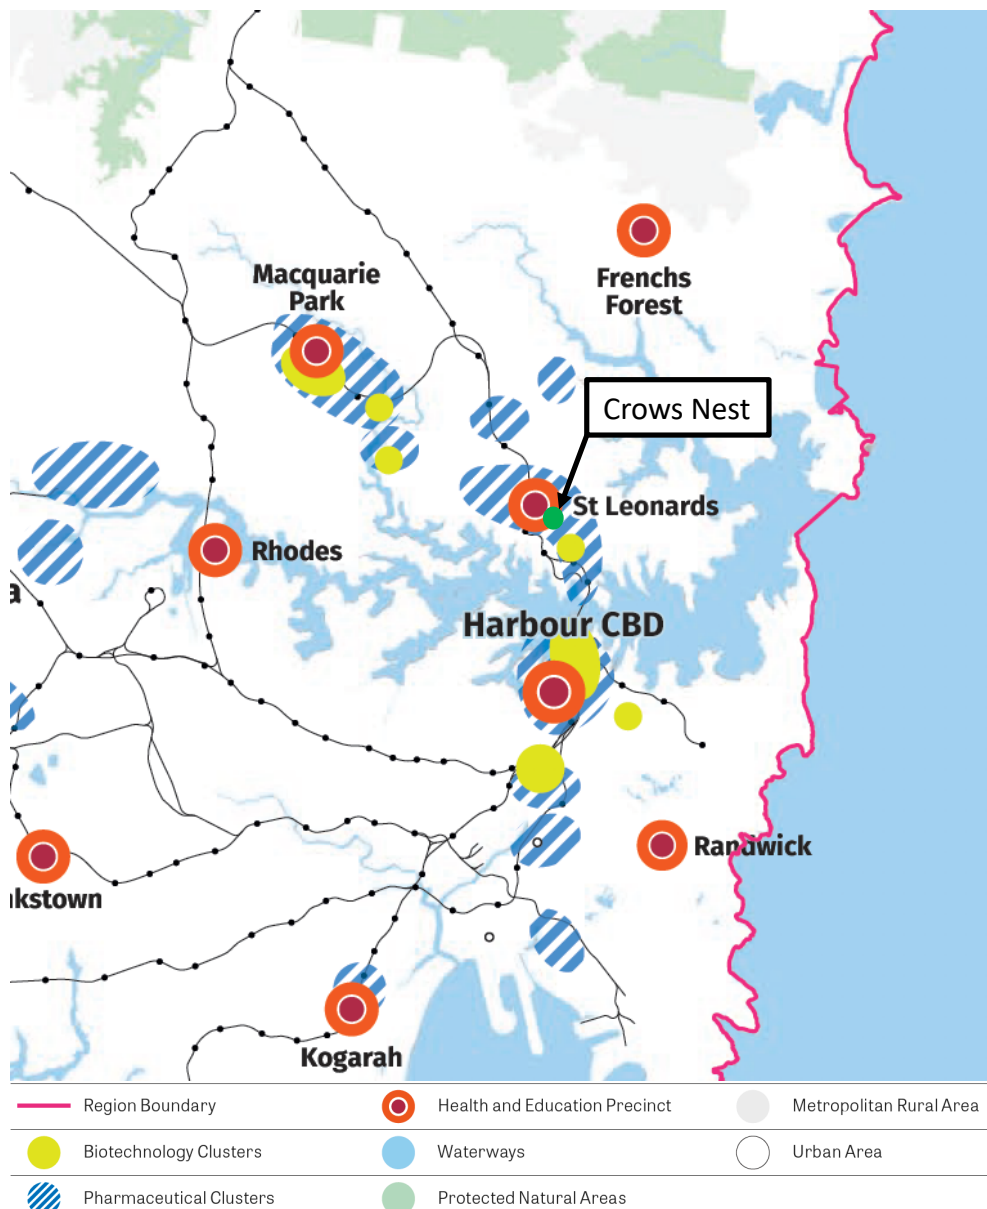 Macquarie
Park
Frenchs
Forest
Crows Nest
St Leonards
Rhodes
a
Harbour CBD
Randwick
nkstown
Kogarah
Region Boundary
Health and Education Precinct
Metropolitan Rural Area
Biotechnology Clusters
Waterways
Urban Area
Pharmaceutical Clusters
Protected Natural Areas